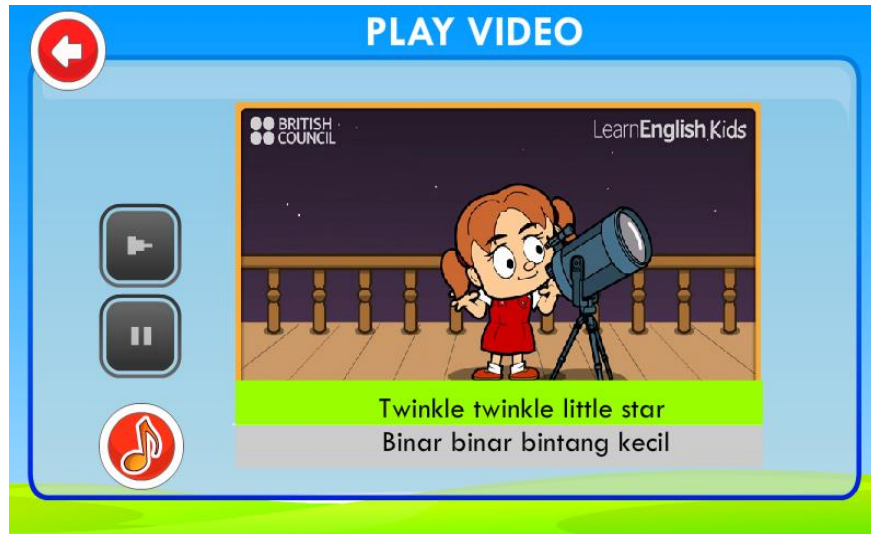 PLAY VIDEO
BRITISH
COUNCIL
LearnEnglish Kids
Twinkle twinkle little star
Binar binar bintang kecil